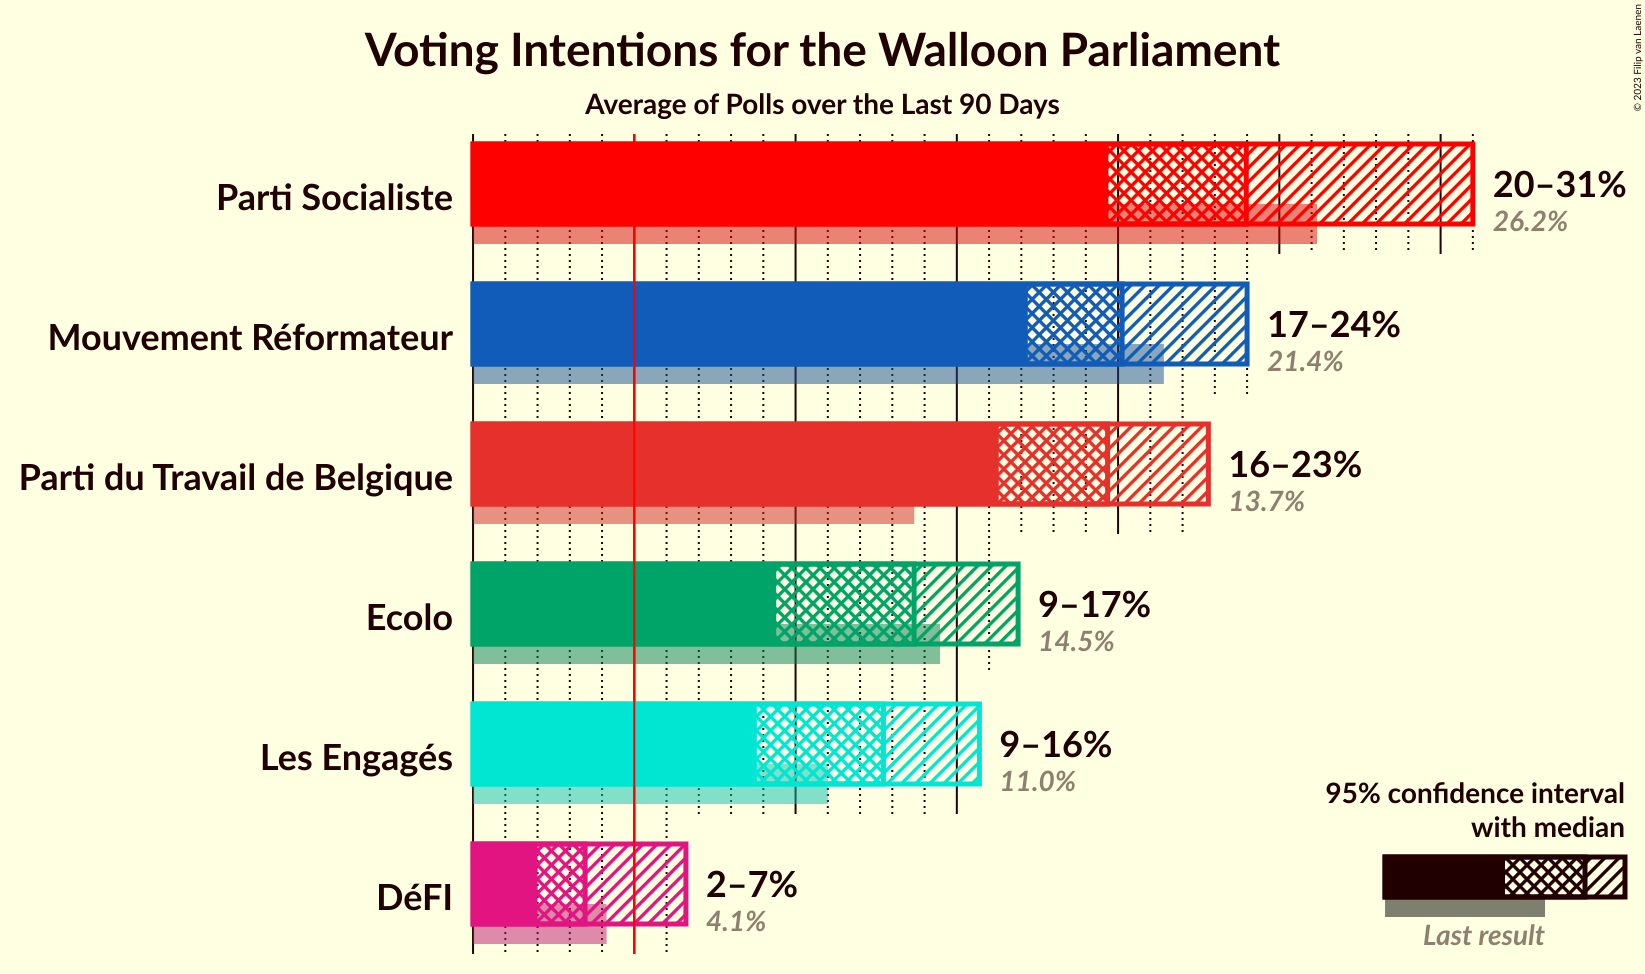 Voting Intentions for the Walloon Parliament
Average of Polls over the Last 90 Days
© 2023 Filip van Laenen
Parti Socialiste
20–31%
26.2%
Mouvement Réformateur
17–24%
21.4%
Parti du Travail de Belgique
16–23%
13.7%
Ecolo
9–17%
14.5%
Les Engagés
9–16%
11.0%
DéFI
2–7%
4.1%
95% confidence interval
with median
Last result